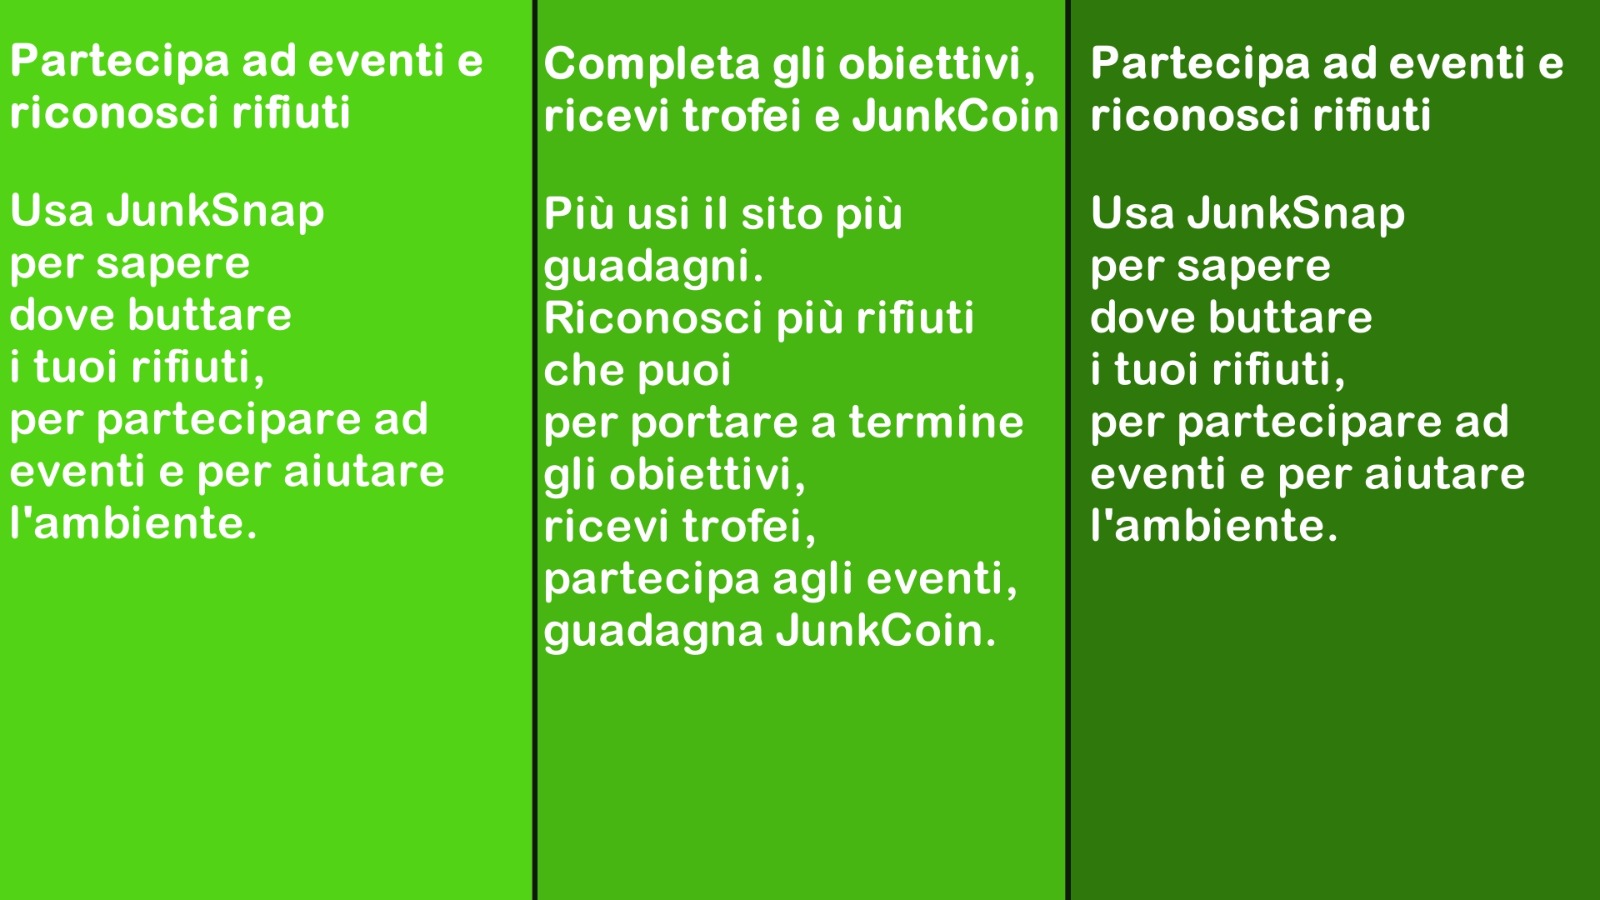 Partecipa ad eventi e
riconosci rifiuti
Usa JunkSnap
per sapere
dove buttare
i tuoi rifiuti,
per partecipare ad
eventi e per aiutare
l'ambiente.
Completa gli obiettivi,
ricevi trofei e JunkCoin
Più usi il sito più
guadagni.
Riconosci più rifiuti
che puoi
per portare a termine
gli obiettivi,
ricevi trofei,
partecipa agli eventi,
guadagna JunkCoin.
Partecipa ad eventi e
riconosci rifiuti
Usa JunkSnap
per sapere
dove buttare
i tuoi rifiuti,
per partecipare ad
eventi e per aiutare
l'ambiente.